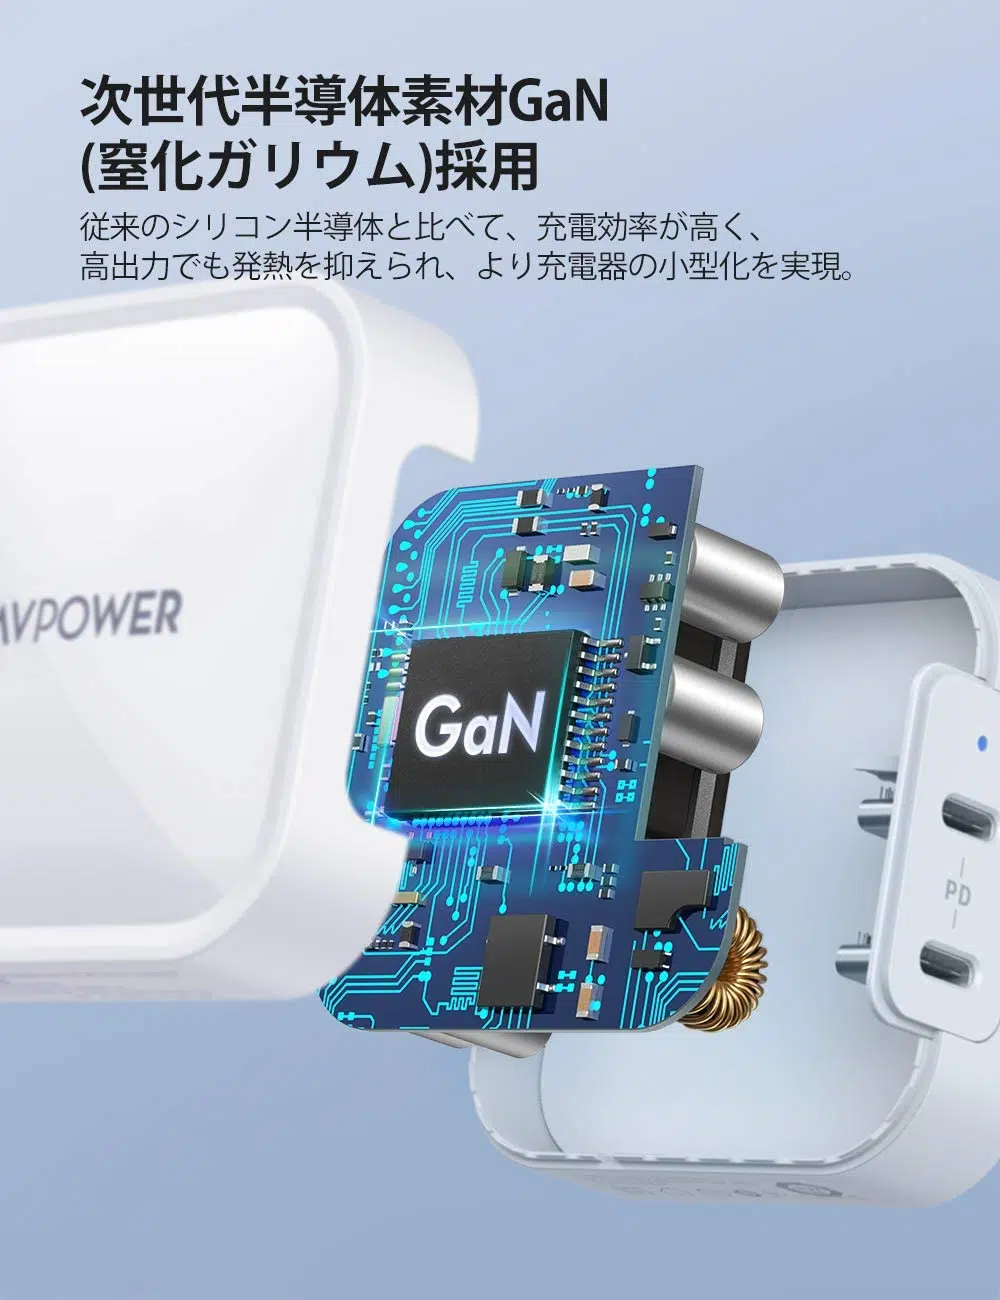 次世代半導体素材GaN
(窒化ガリウム)採用
従来のシリコン半導体と比べて、充電効率が高く、
高出力でも発熱を抑えられ、より充電器の小型化を実現。
AVPOWER
GaN
PD